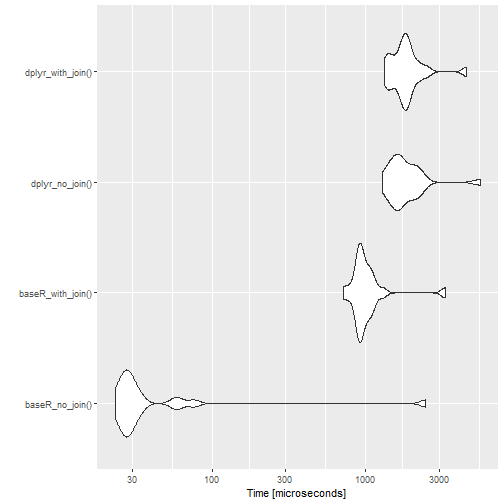 dplyr_with_join()
dplyr_no_join()
baseR_with_join()
baseR_no_join()
30 100 300 1000 3000
Time [microseconds]